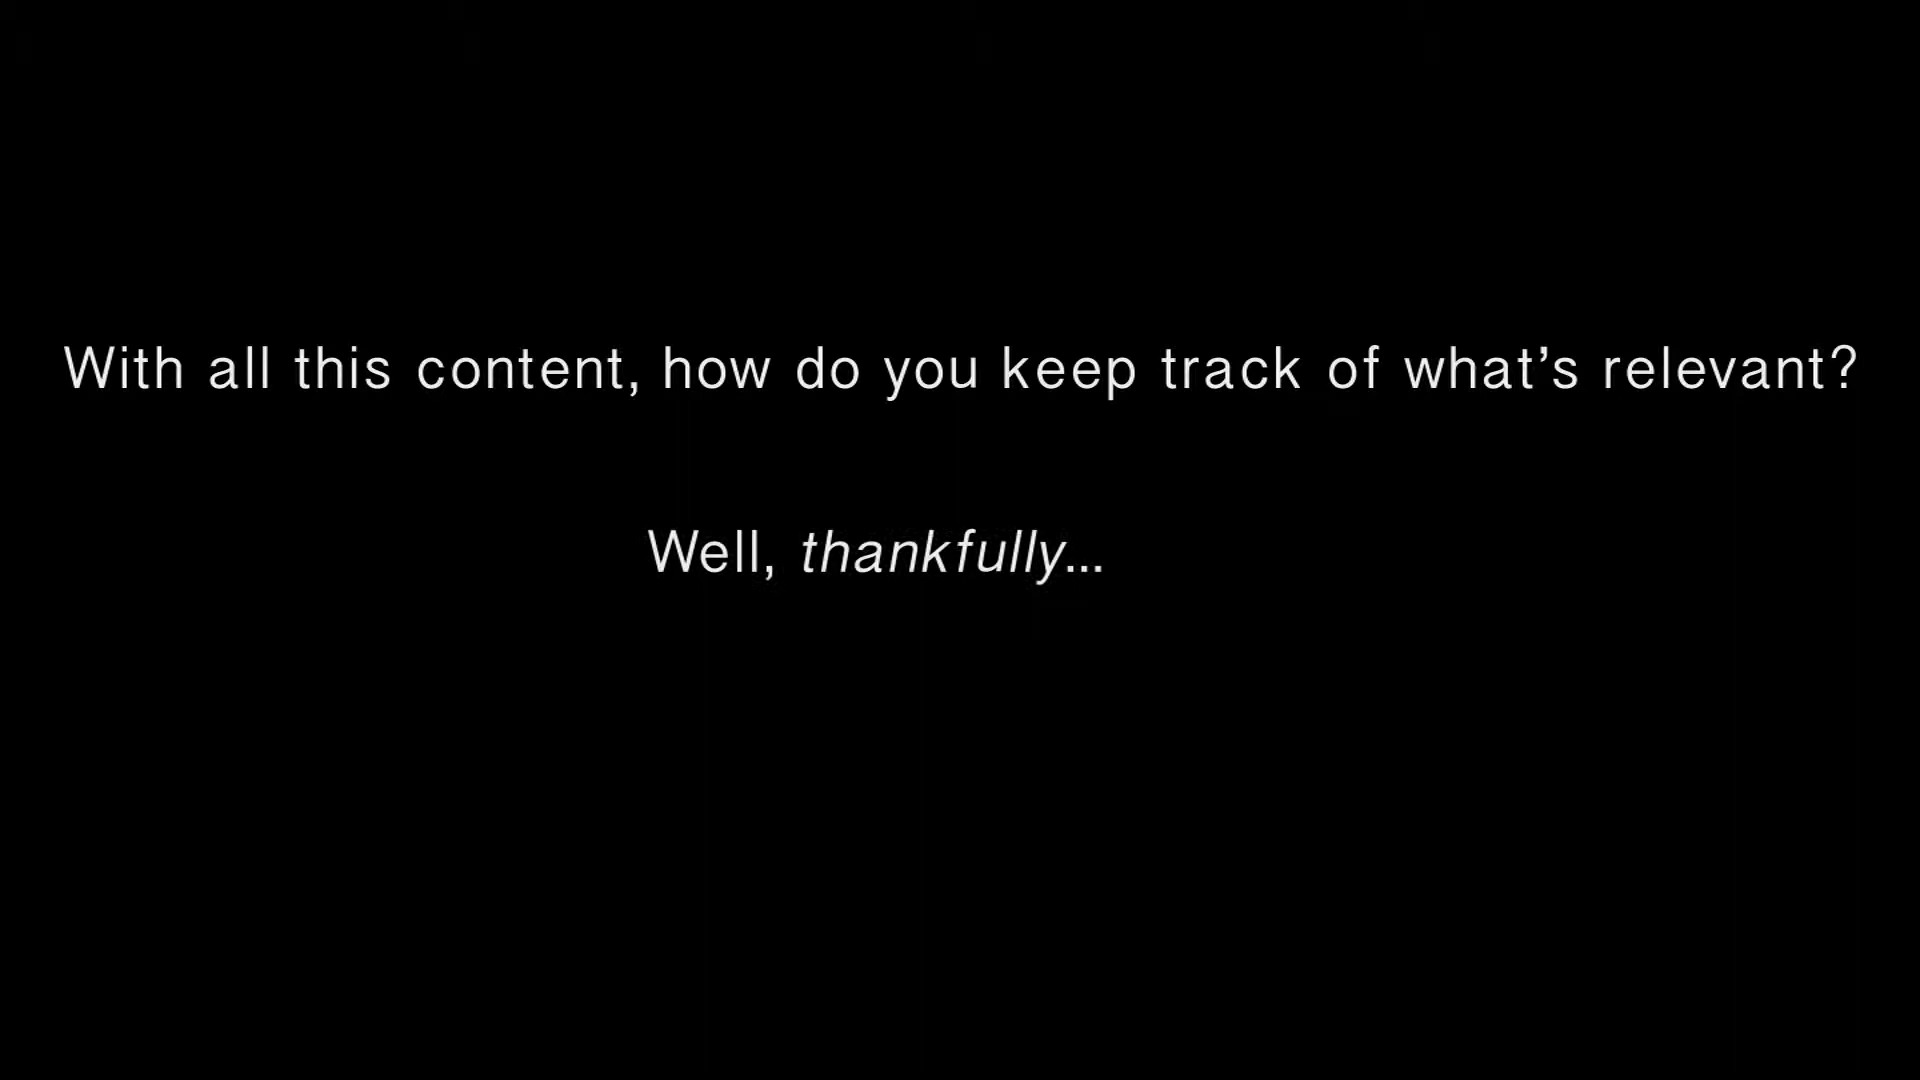 With all this content, how do you keep track of what’s relevant?
Well, thankfully...